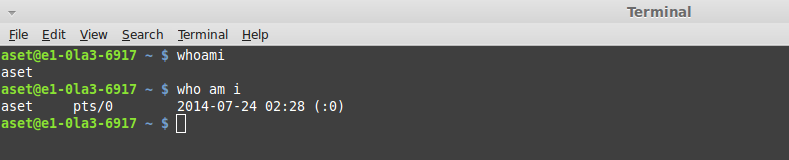 Terminal
File Edit View Search Terminal Help
aset@e1-0la3-6917 ~ $ whoami
aset
aset@e1-0la3-6917 ~ $ who am i
aset     pts/0        2014-07-24 02:28 (:0)
aset@e1-0la3-6917 ~ $